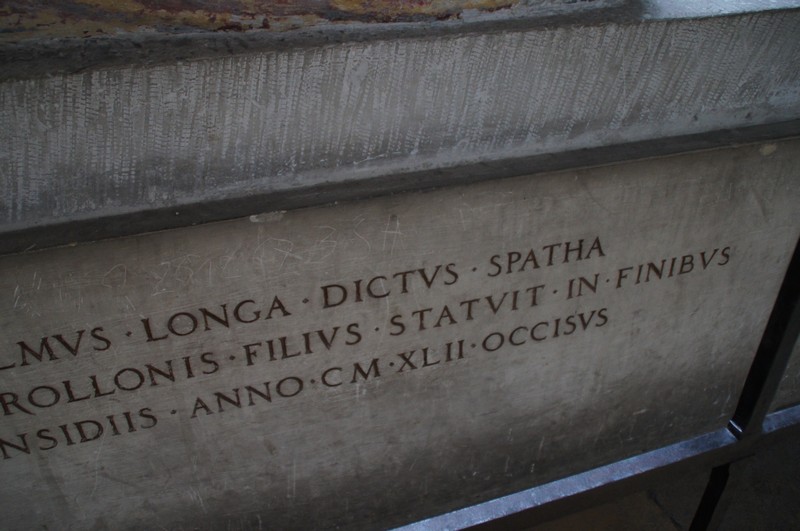 LMVS · LONGA · DICTVS · SPATHA
ROLLONIS · FILIVS · STATVIT · IN · FINIBVS
NSIDIIS · ANNO · CM · XLII · OCCISVS